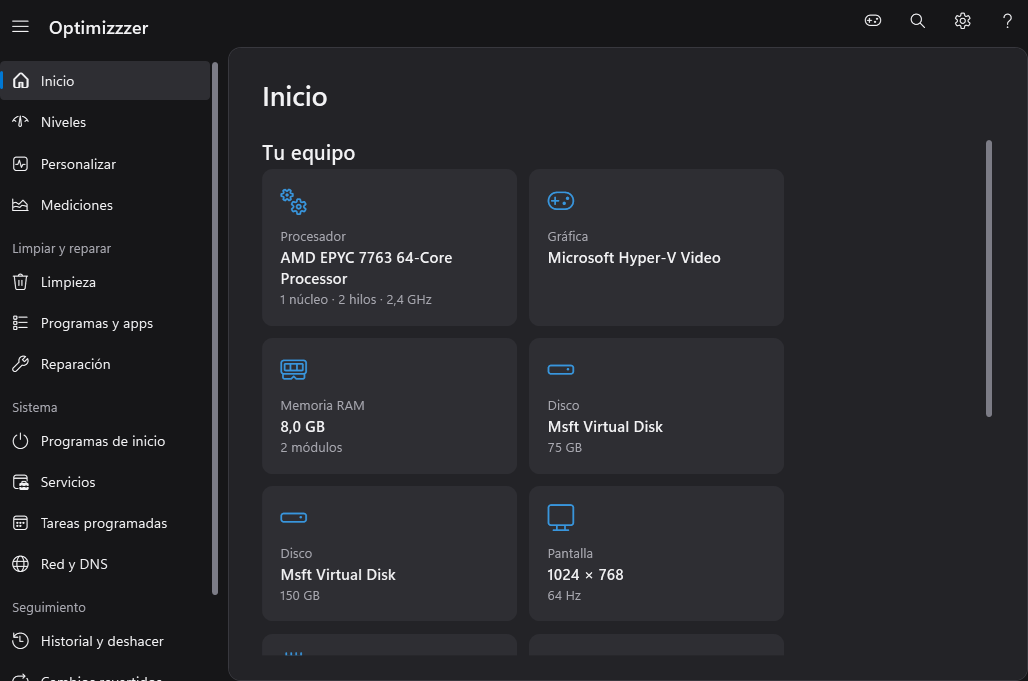 Optimizzzer
Inicio
Niveles
Personalizar
Mediciones
Limpiar y reparar
Limpieza
Programas y apps
Reparación
Sistema
Programas de inicio
Servicios
Tareas programadas
Red y DNS
Seguimiento
Historial y deshacer
Cambios revertidos
Inicio
Tu equipo
Procesador
AMD EPYC 7763 64-Core
Processor
1 núcleo · 2 hilos · 2,4 GHz
Gráfica
Microsoft Hyper-V Video
Memoria RAM
8,0 GB
2 módulos
Disco
Msft Virtual Disk
75 GB
Disco
Msft Virtual Disk
150 GB
Pantalla
1024 × 768
64 Hz